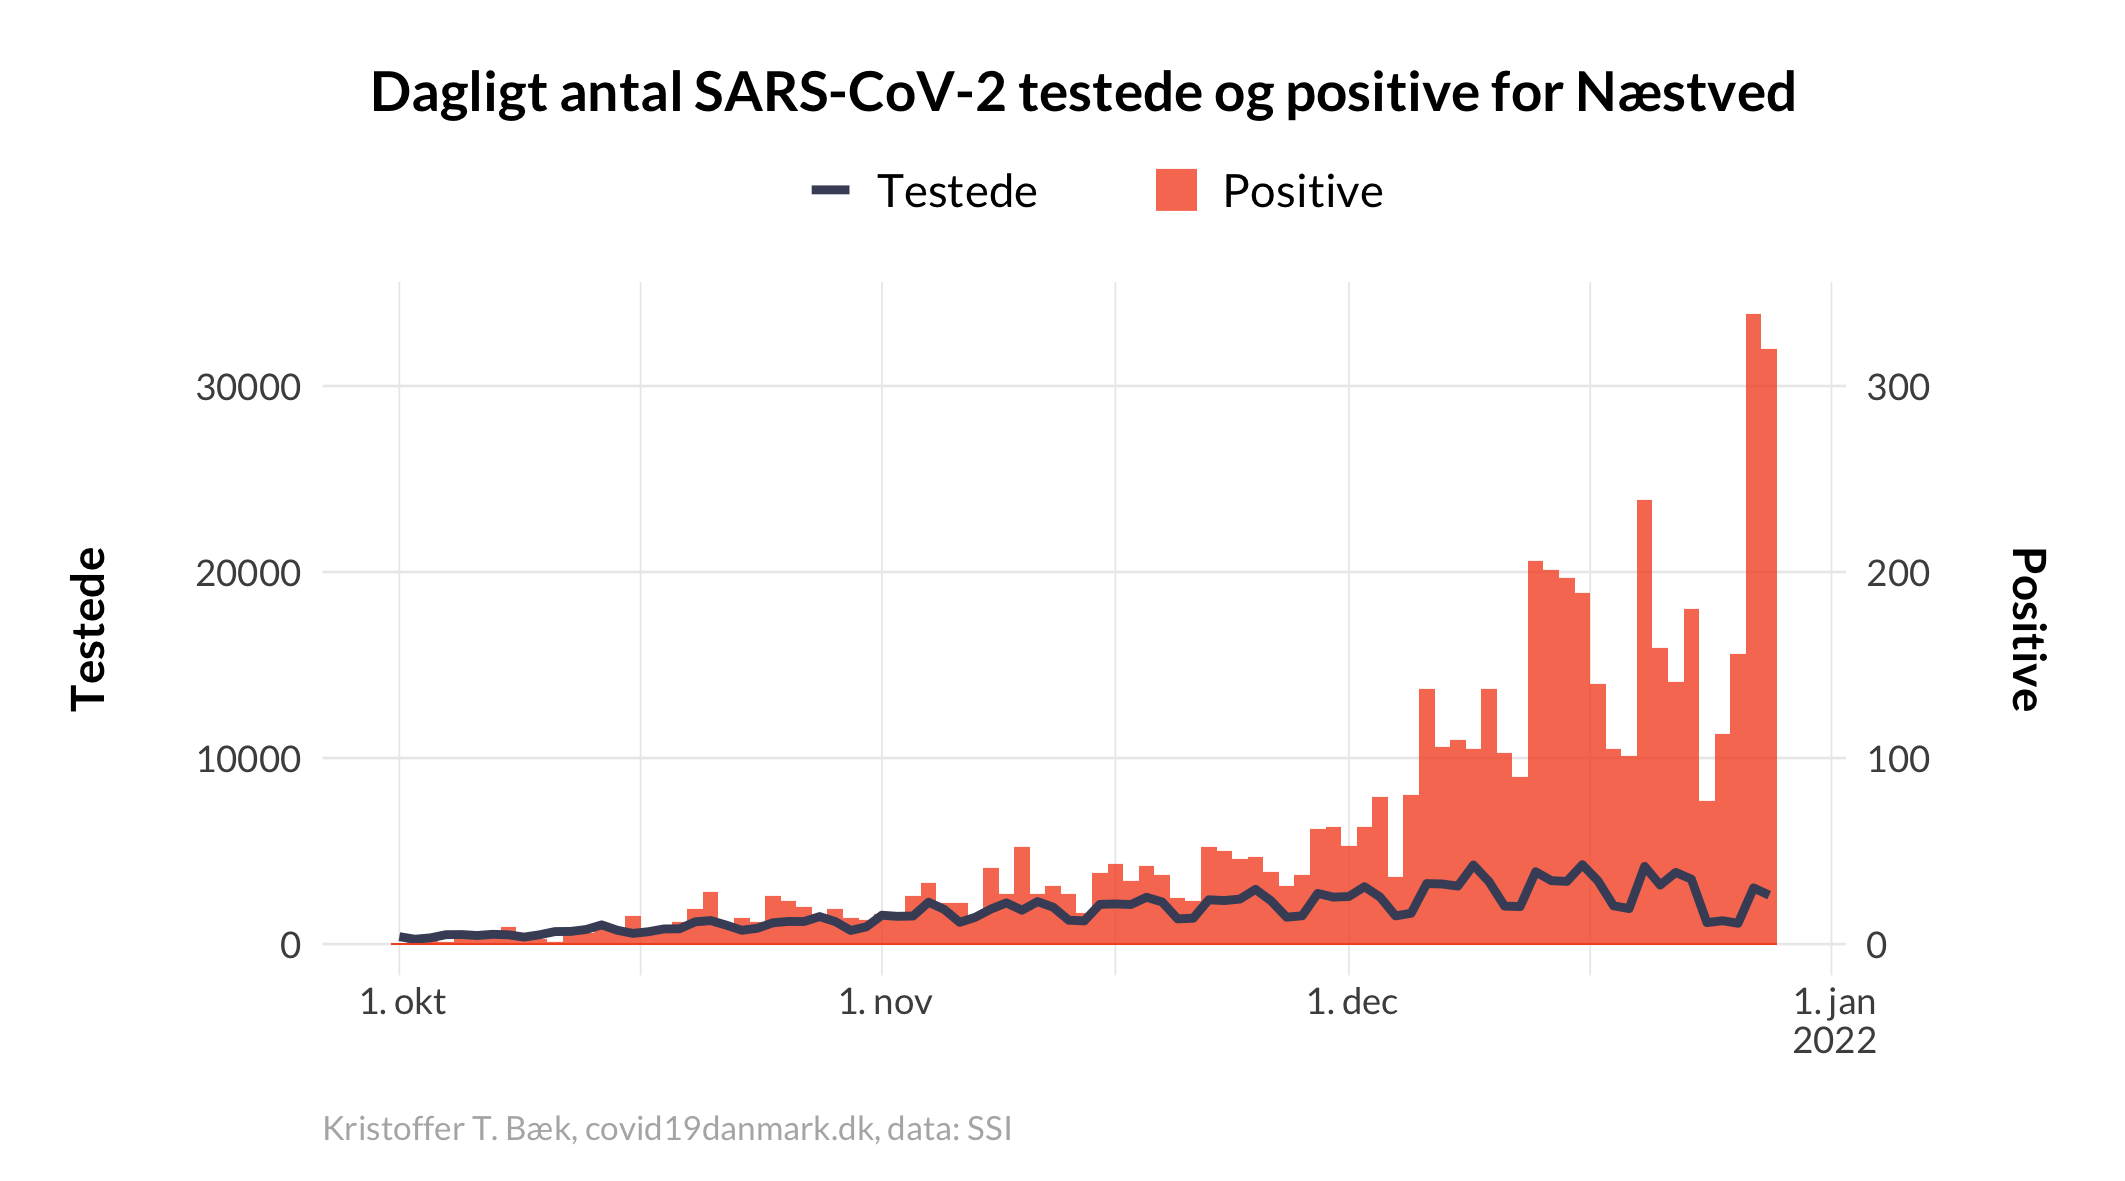 Dagligt antal SARS-CoV-2 testede og positive for Næstved
Testede
Positive
30000
20000
10000
0
300
200
100
0
Testede
Positive
1. okt
1. nov
1. dec
1. jan
2022
Kristoffer T. Bæk, covid19danmark.dk, data: SSI